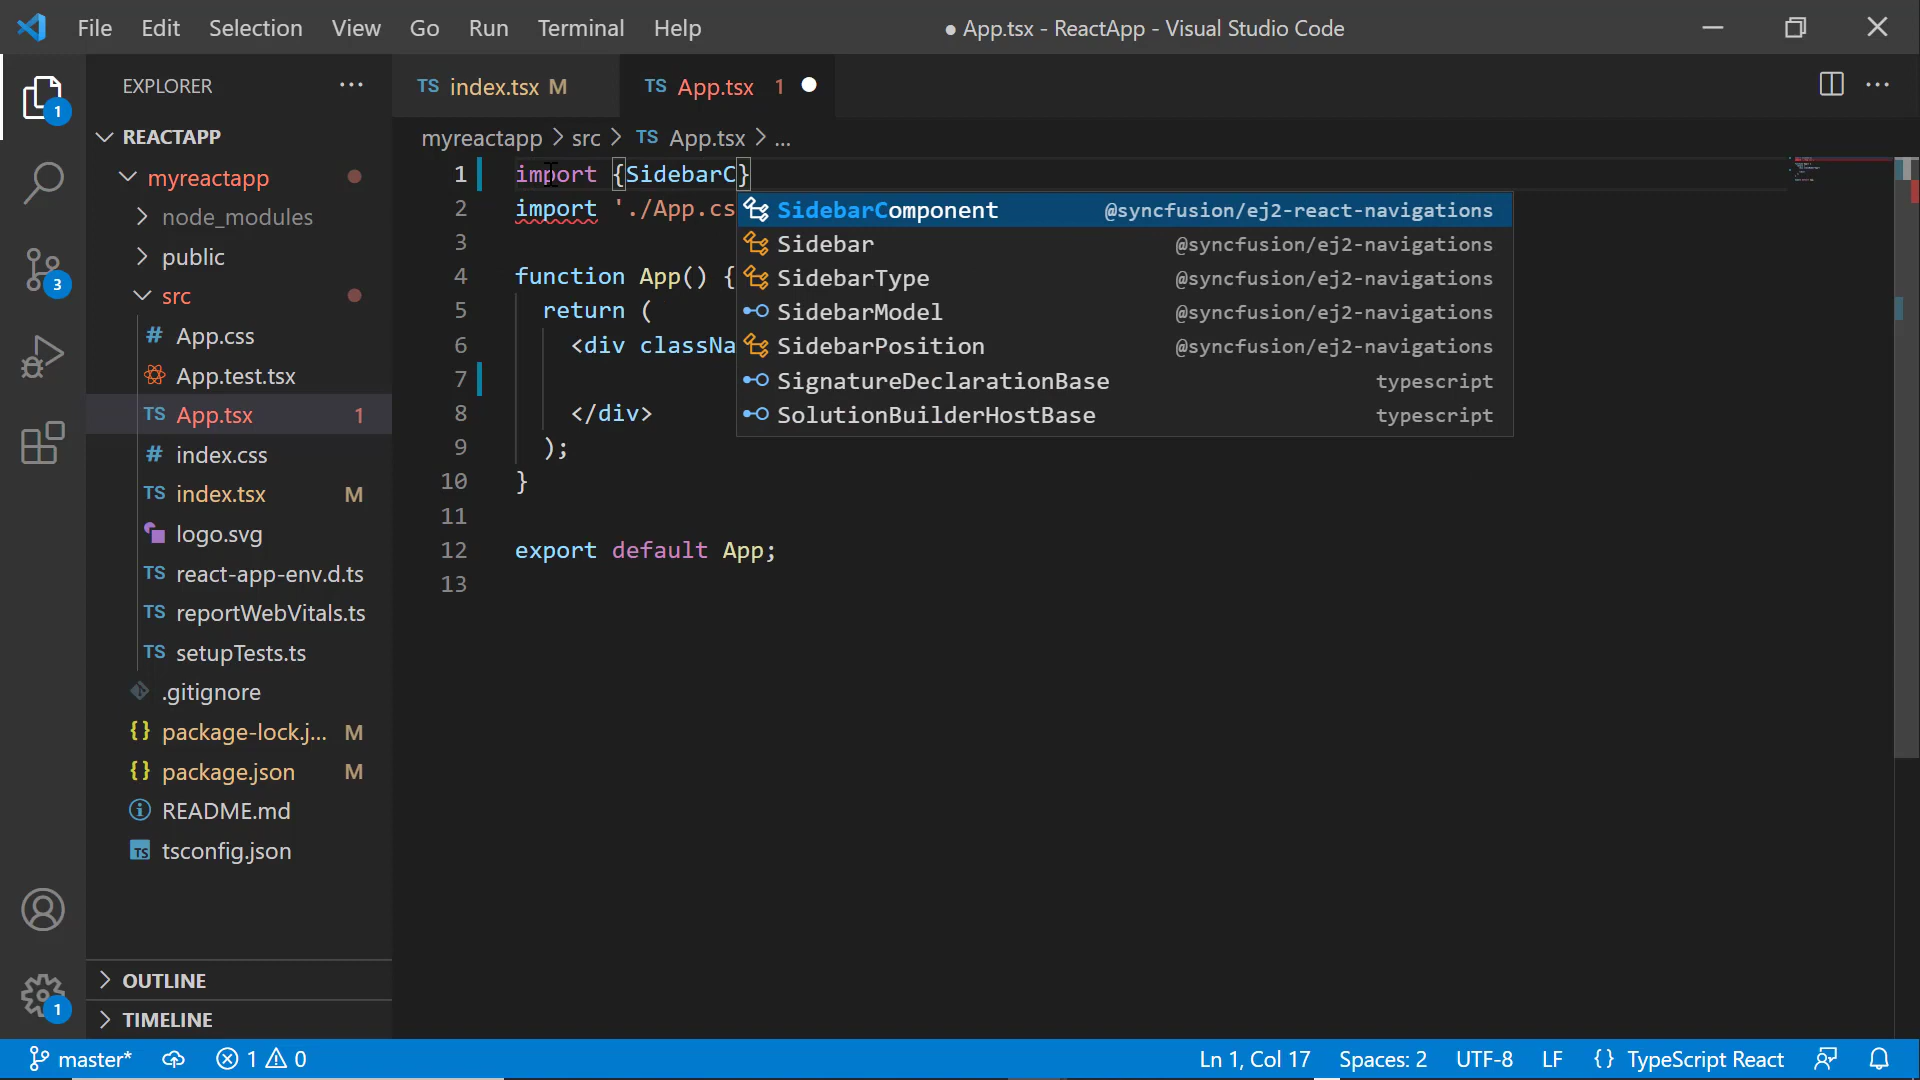 File Edit Selection View Go Run Terminal Help
● App.tsx - ReactApp - Visual Studio Code
EXPLORER
REACTAPP
myreactapp
node_modules
public
src
# App.css
App.test.tsx
TS App.tsx 1
# index.css
TS index.tsx M
logo.svg
TS react-app-env.d.ts
TS reportWebVitals.ts
TS setupTests.ts
.gitignore
{} package-lock.j... M
{} package.json M
README.md
TS tsconfig.json
OUTLINE
TIMELINE
1
3
1
TS index.tsx M
TS App.tsx 1
myreactapp > src > TS App.tsx > ...
1 import {SidebarC}
2 import './App.cs
3
4 function App() {
5 return (
6 <div classNa
7
8 </div>
9 );
10 }
11
12 export default App;
13
SidebarComponent @syncfusion/ej2-react-navigations
Sidebar @syncfusion/ej2-navigations
SidebarType @syncfusion/ej2-navigations
SidebarModel @syncfusion/ej2-navigations
SidebarPosition @syncfusion/ej2-navigations
SignatureDeclarationBase typescript
SolutionBuilderHostBase typescript
master* 1 0
Ln 1, Col 17 Spaces: 2 UTF-8 LF {} TypeScript React